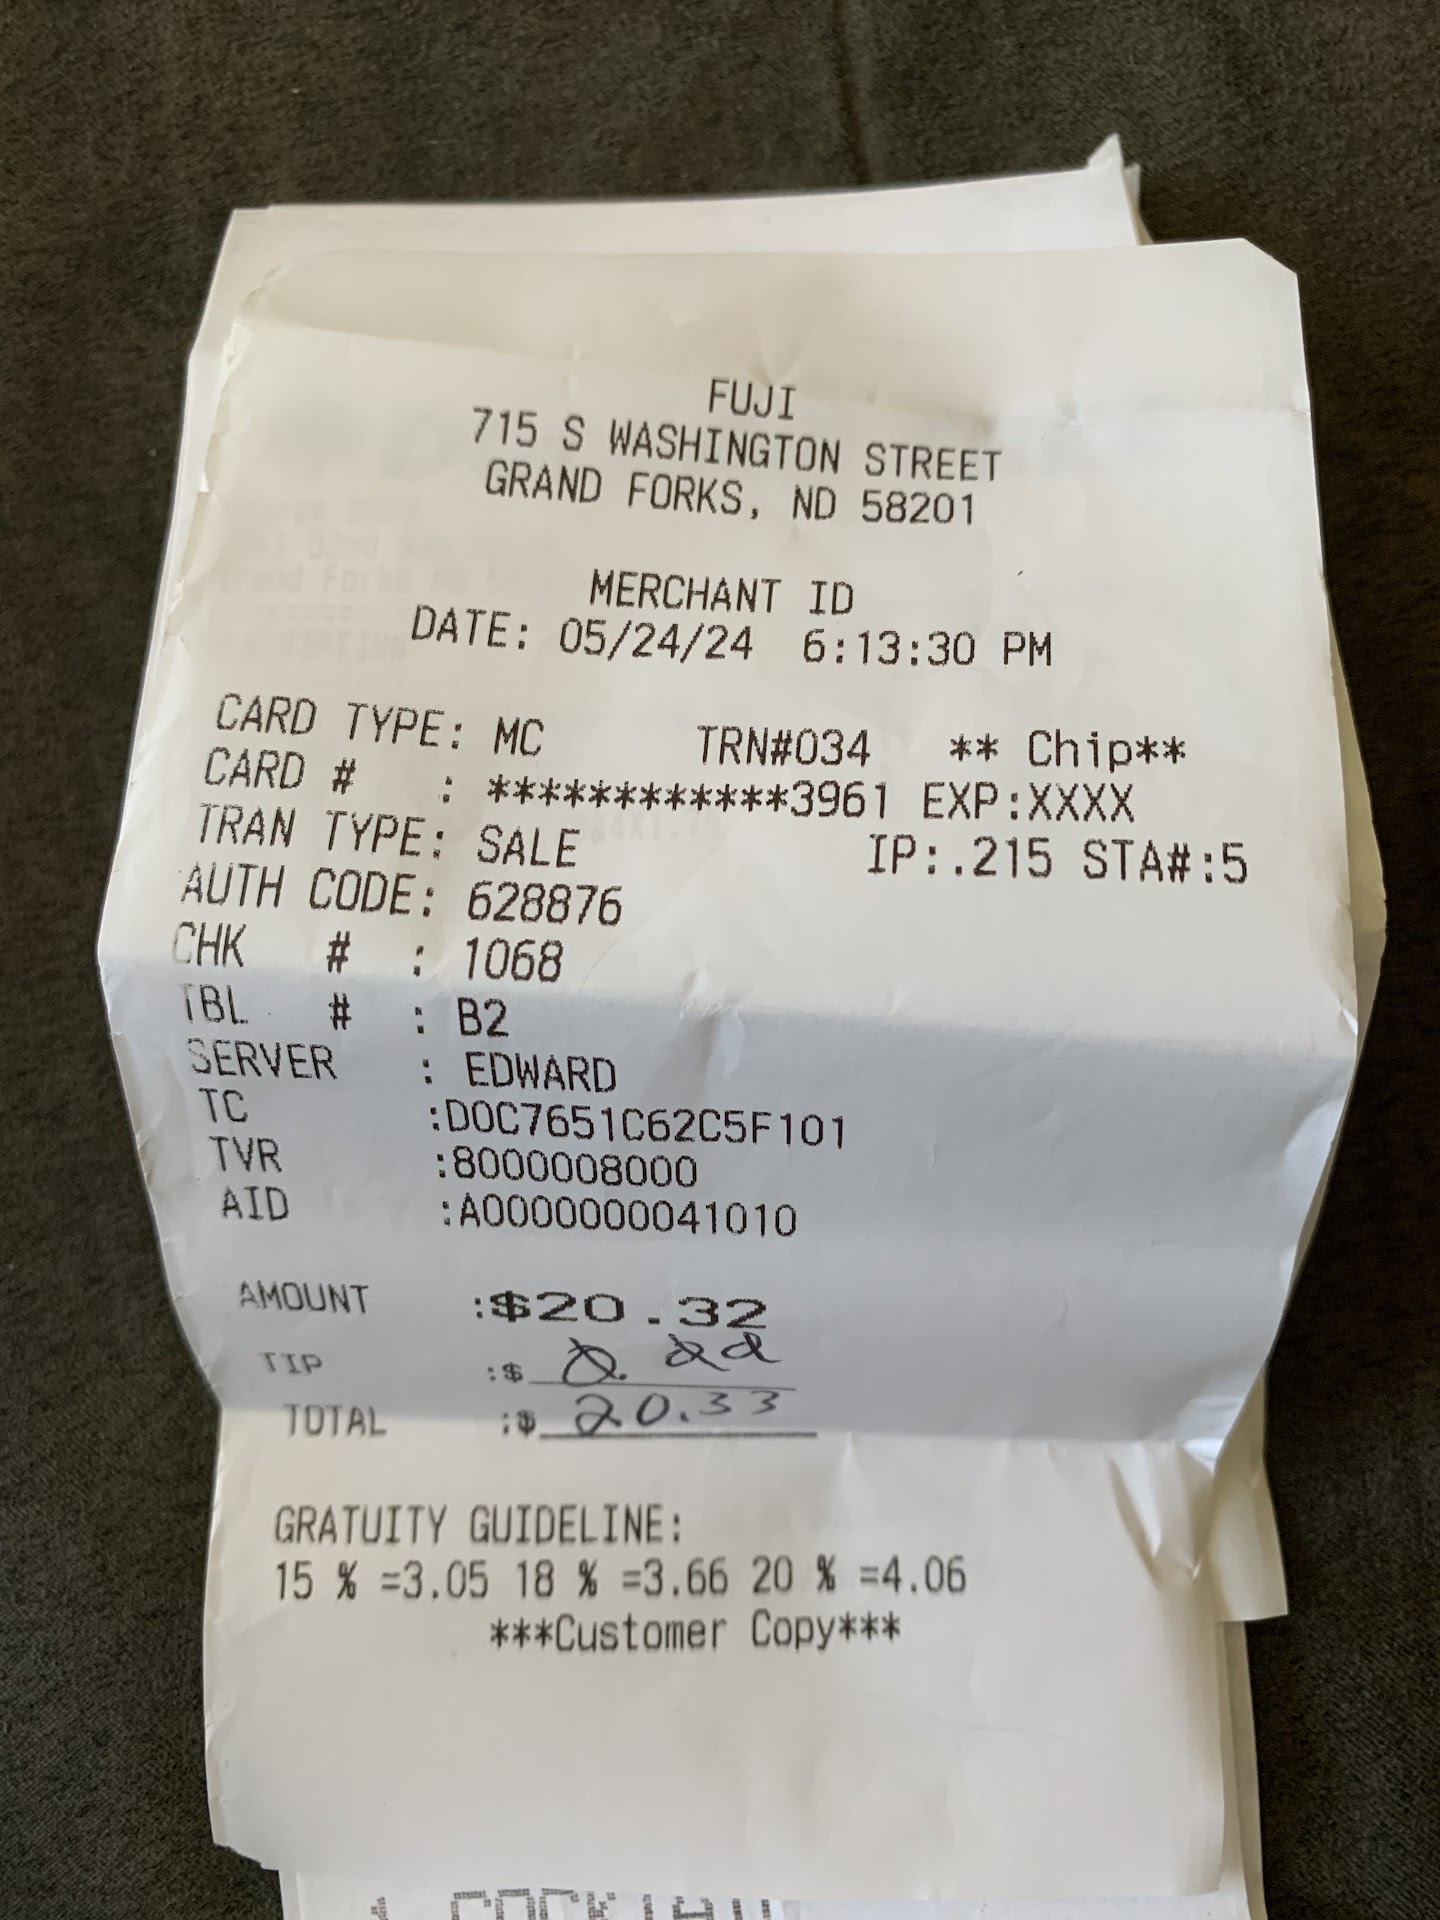 FUJI
715 S WASHINGTON STREET
GRAND FORKS, ND 58201
MERCHANT ID
DATE: 05/24/24 6:13:30 PM
CARD TYPE: MC TRN#034 ** Chip**
CARD # : ************3961 EXP:XXXX
TRAN TYPE: SALE IP:.215 STA#:5
AUTH CODE: 628876
CHK # : 1068
TBL # : B2
SERVER : EDWARD
TC :D0C7651C62C5F101
TVR :8000008000
AID :A0000000041010
AMOUNT :$20.32
TIP :$
TOTAL :$ 20.33
GRATUITY GUIDELINE:
15 % =3.05 18 % =3.66 20 % =4.06
***Customer Copy***